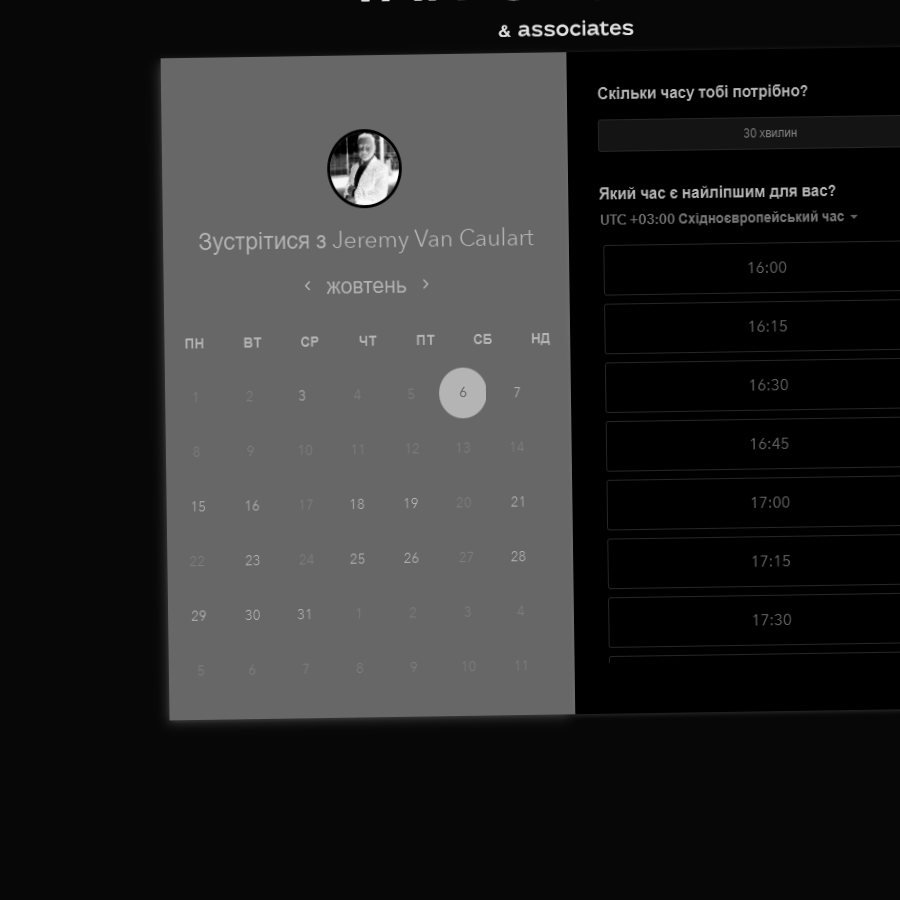 & associates
Зустрітися з Jeremy Van Caulart
‹ жовтень ›
ПН ВТ СР ЧТ ПТ СБ НД
1 2 3 4 5 6 7
8 9 10 11 12 13 14
15 16 17 18 19 20 21
22 23 24 25 26 27 28
29 30 31 1 2 3 4
5 6 7 8 9 10 11
Скільки часу тобі потрібно?
30 хвилин
Який час є найліпшим для вас?
UTC +03:00 Східноєвропейський час
16:00
16:15
16:30
16:45
17:00
17:15
17:30